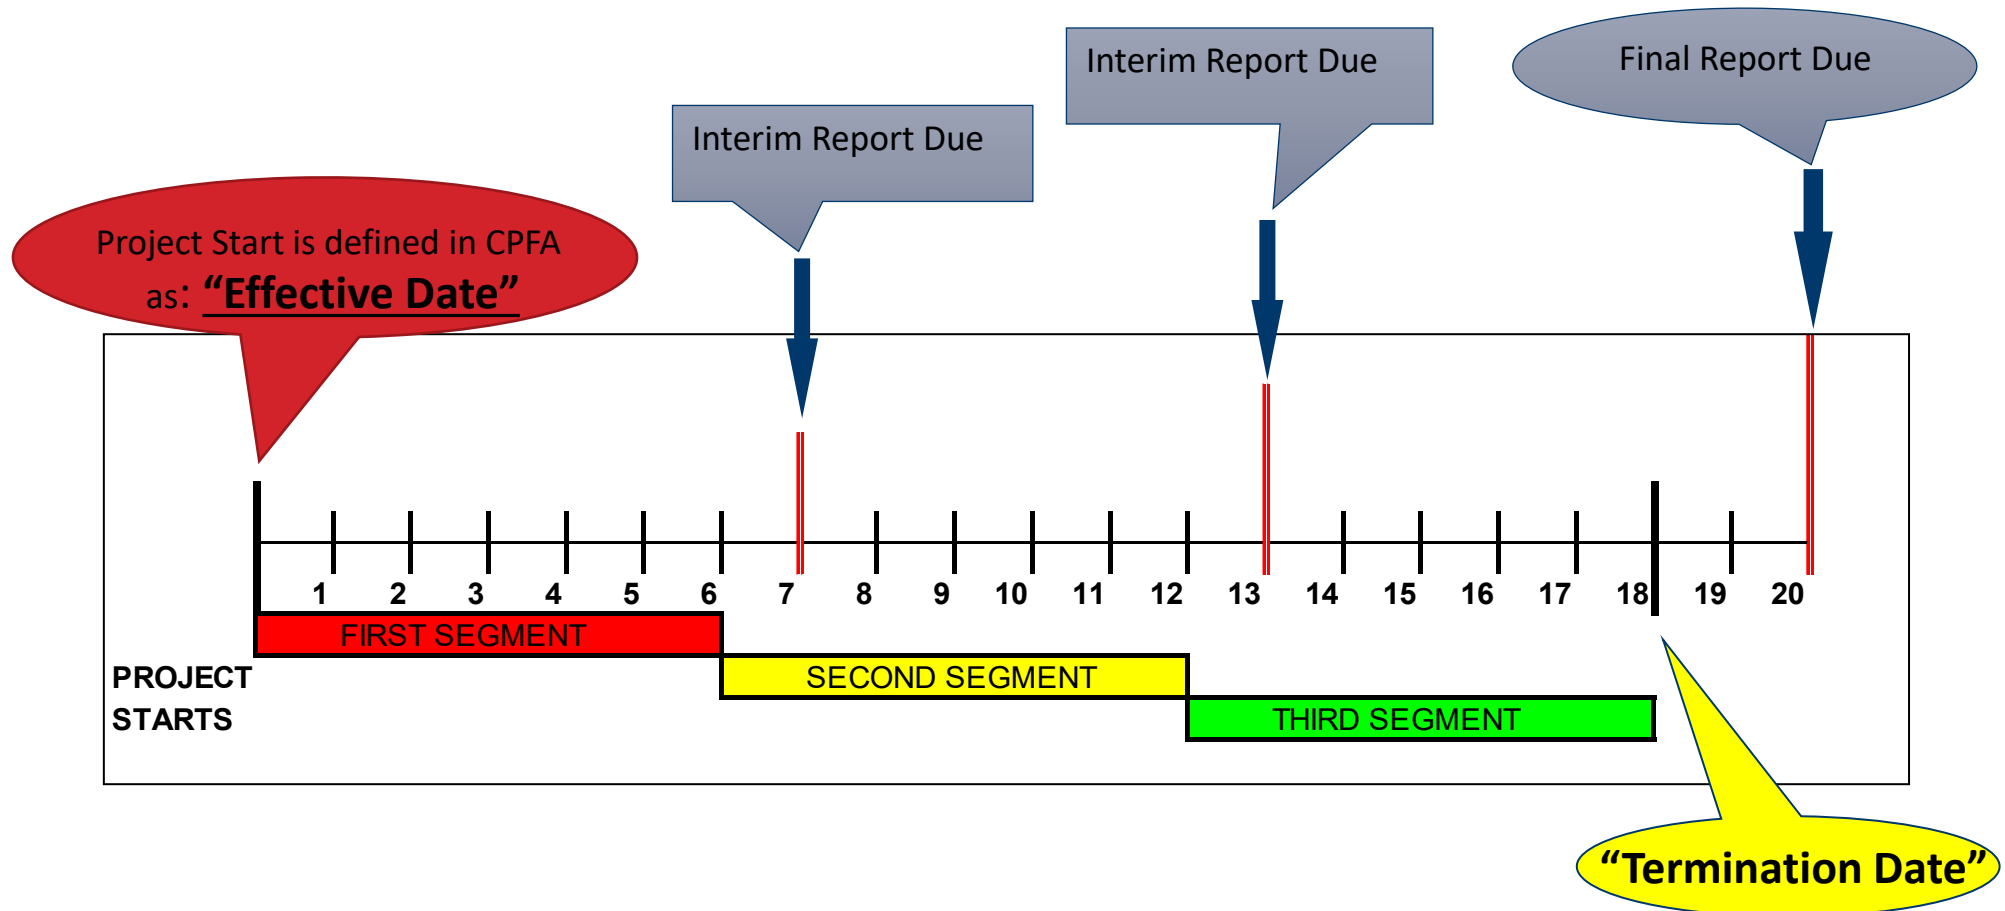 Interim Report Due
Final Report Due
Interim Report Due
Project Start is defined in CPFA
as: “Effective Date”
1 2 3 4 5 6 7 8 9 10 11 12 13 14 15 16 17 18 19 20
FIRST SEGMENT
PROJECT
STARTS
SECOND SEGMENT
THIRD SEGMENT
“Termination Date”